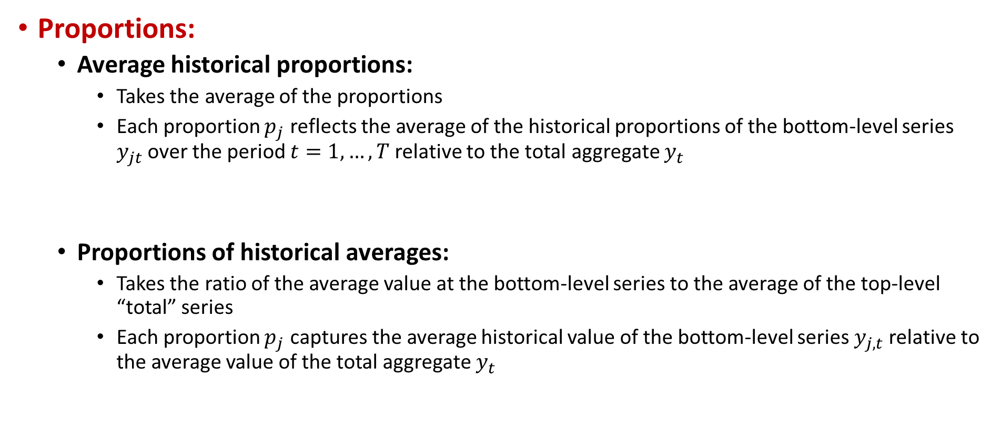 • Proportions:
• Average historical proportions:
• Takes the average of the proportions
• Each proportion p_j reflects the average of the historical proportions of the bottom-level series
y_jt over the period t = 1, … , T relative to the total aggregate y_t
• Proportions of historical averages:
• Takes the ratio of the average value at the bottom-level series to the average of the top-level
“total” series
• Each proportion p_j captures the average historical value of the bottom-level series y_j,t relative to
the average value of the total aggregate y_t